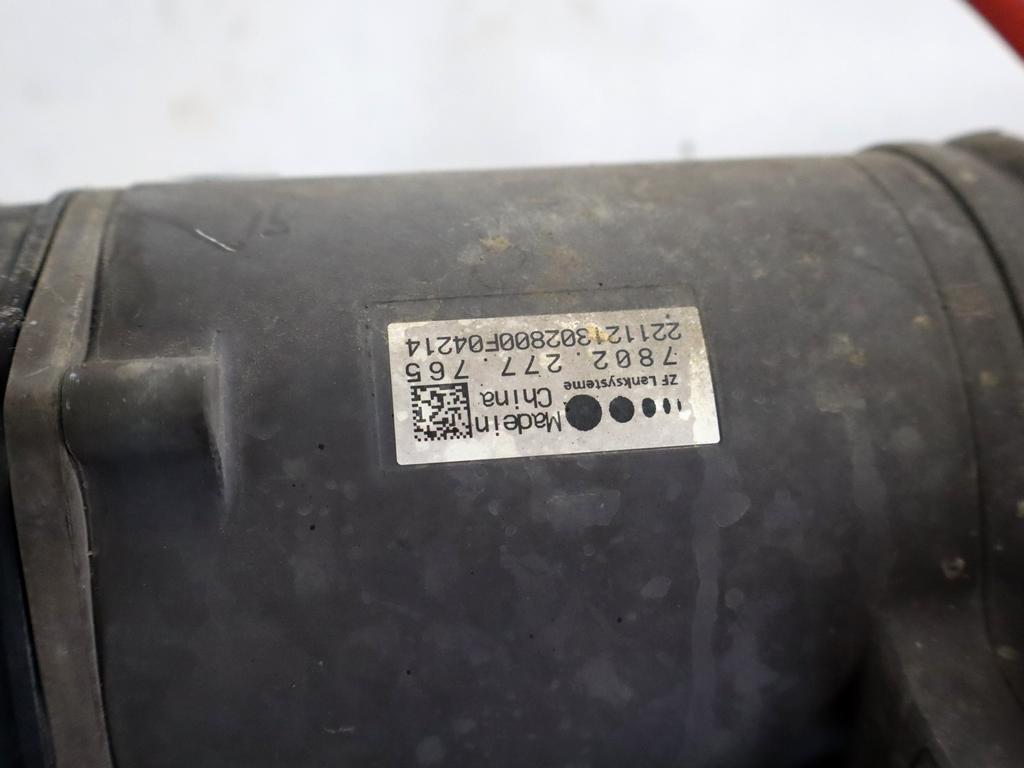 ZF Lenksysteme
Made in
China
7802.277.765
221121302800F04214